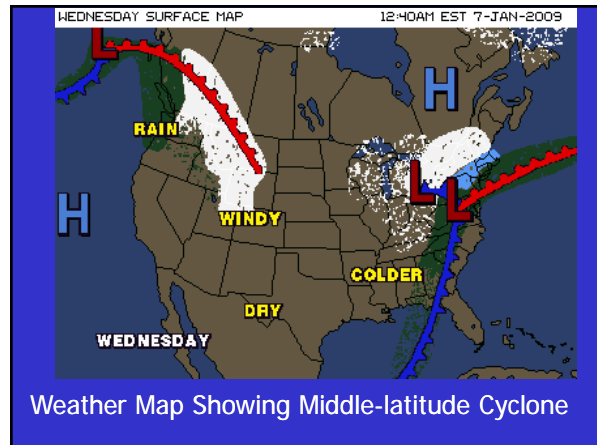 WEDNESDAY SURFACE MAP 12:40AM EST 7-JAN-2009
L
H
RAIN
L
L
H
WINDY
COLDER
DRY
WEDNESDAY
Weather Map Showing Middle-latitude Cyclone